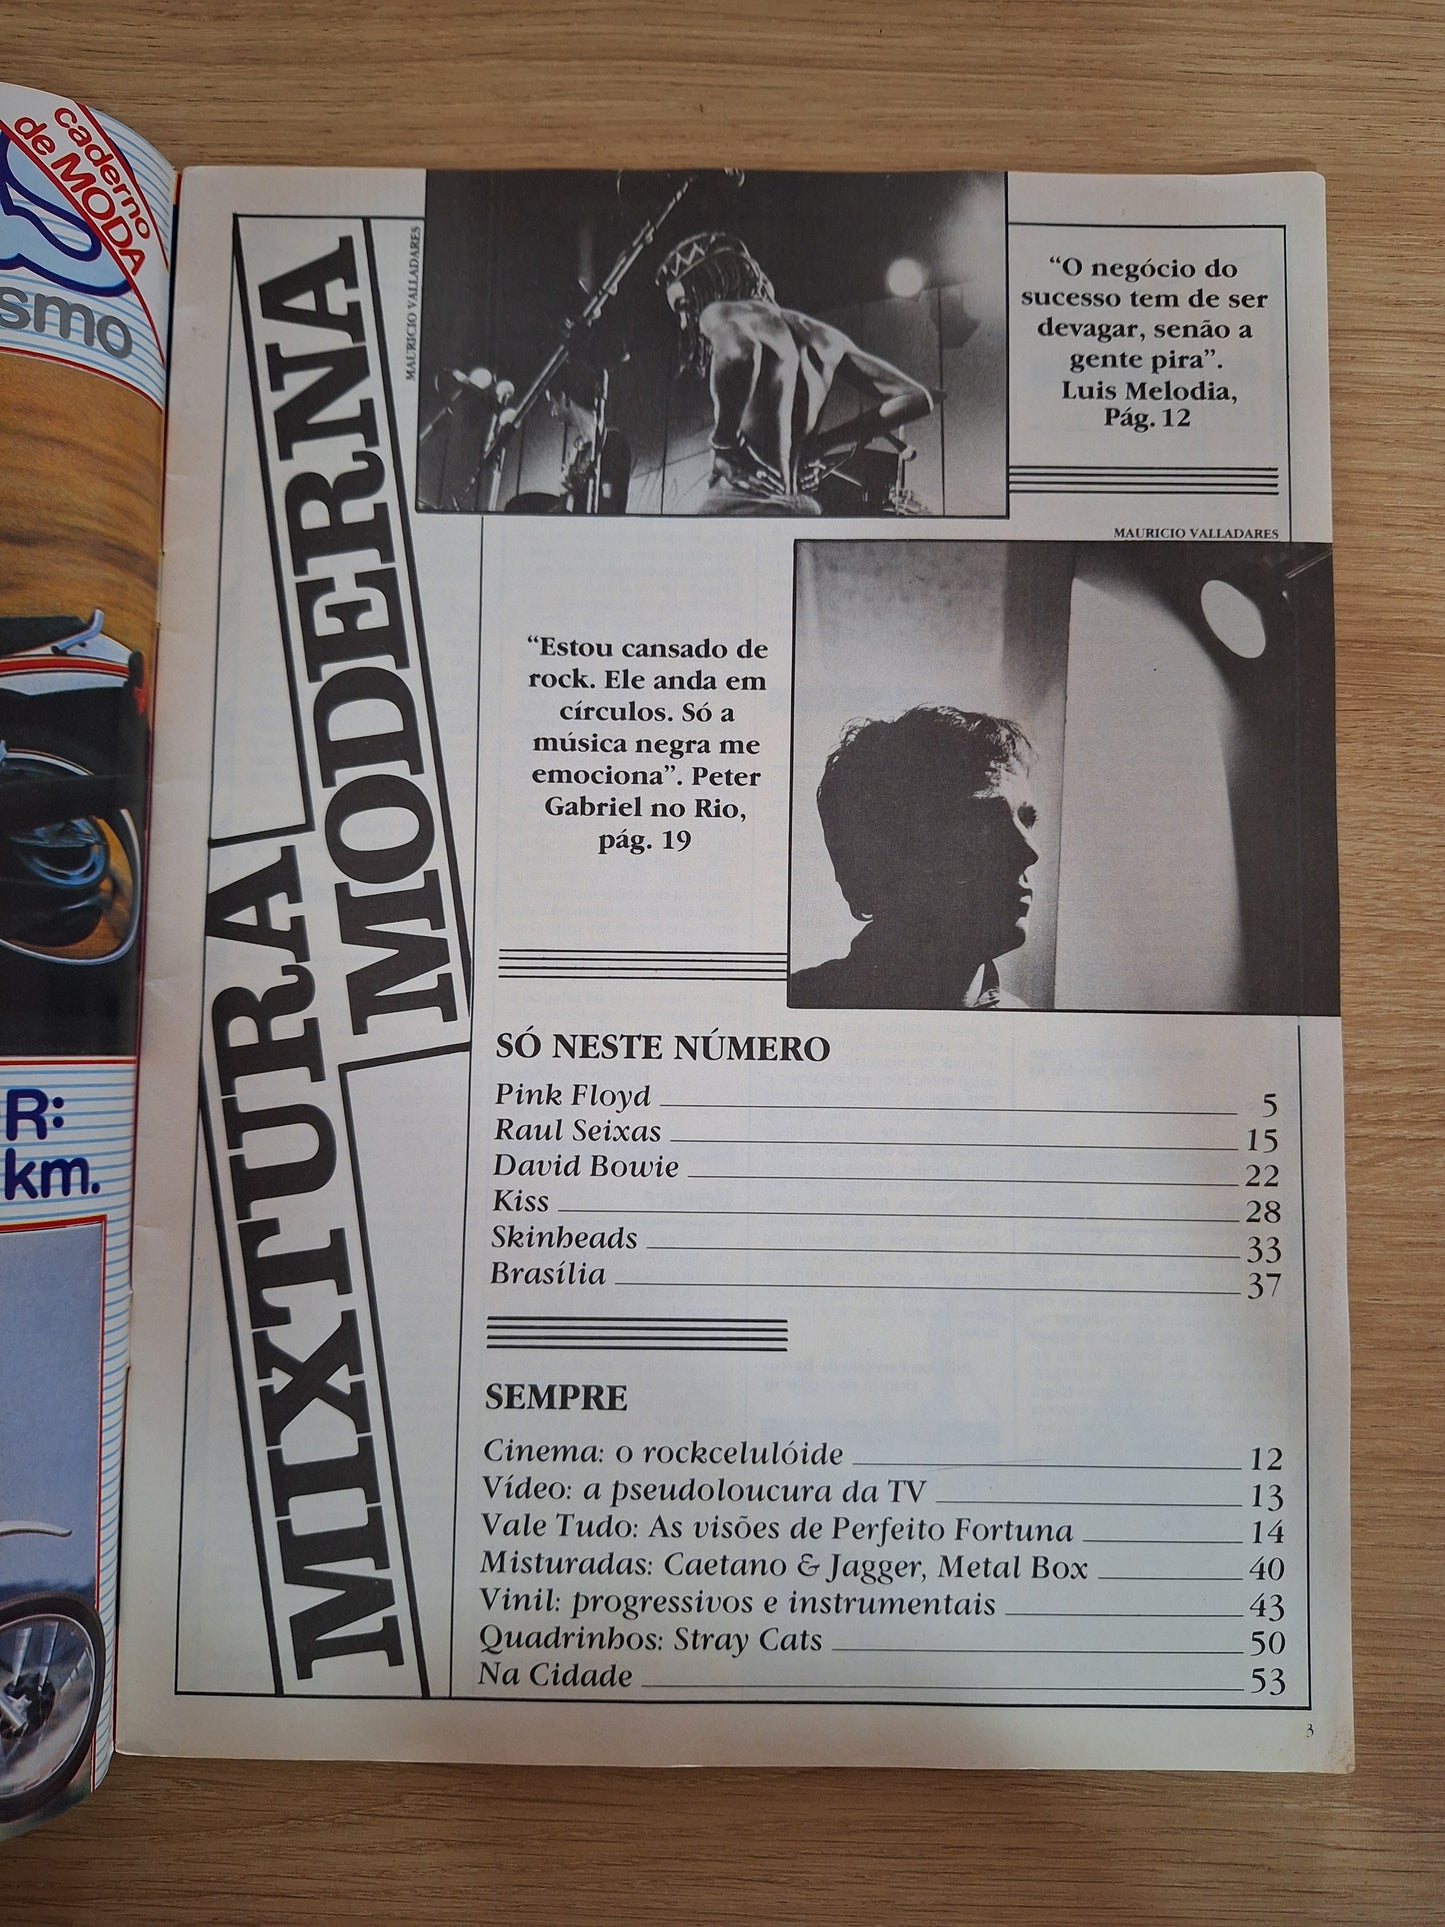 caderno
de MODA
smo
R:
km.
MIXTURA
MODERNA
MAURICIO VALLADARES
“O negócio do
sucesso tem de ser
devagar, senão a
gente pira”.
Luis Melodia,
Pág. 12
MAURICIO VALLADARES
“Estou cansado de
rock. Ele anda em
círculos. Só a
música negra me
emociona”. Peter
Gabriel no Rio,
pág. 19
SÓ NESTE NÚMERO
Pink Floyd 5
Raul Seixas 15
David Bowie 22
Kiss 28
Skinheads 33
Brasília 37
SEMPRE
Cinema: o rockcelulóide 12
Vídeo: a pseudoloucura da TV 13
Vale Tudo: As visões de Perfeito Fortuna 14
Misturadas: Caetano & Jagger, Metal Box 40
Vinil: progressivos e instrumentais 43
Quadrinhos: Stray Cats 50
Na Cidade 53
3